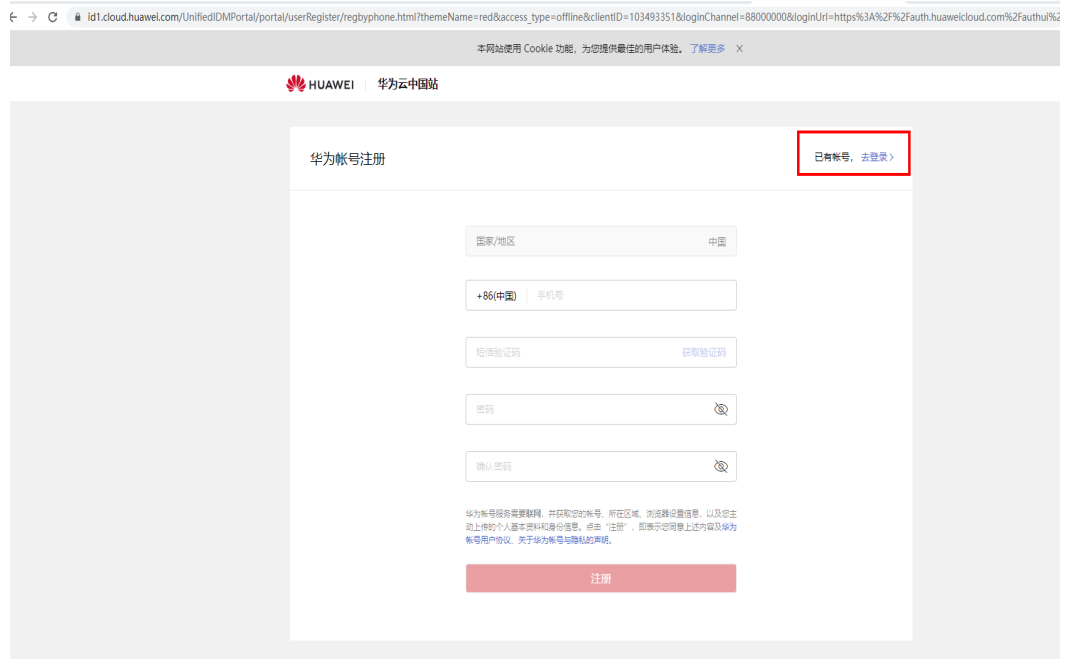 id1.cloud.huawei.com/UnifiedIDMPortal/portal/userRegister/regbyphone.html?themeName=red&access_type=offline&clientID=103493351&loginChannel=88000000&loginUrl=https%3A%2F%2Fauth.huaweicloud.com%2Fauthui%2
本网站使用 Cookie 功能，为您提供最佳的用户体验。 了解更多 ×
HUAWEI 华为云中国站
华为帐号注册
已有帐号， 去登录 >
国家/地区 中国
+86(中国) 手机号
短信验证码 获取验证码
密码
确认密码
华为帐号服务需要联网，并获取您的帐号、所在区域、浏览器设置信息，以及您主
动上传的个人基本资料和身份信息。点击“注册”，即表示您同意上述内容及华为
帐号用户协议、关于华为帐号与隐私的声明。
注册